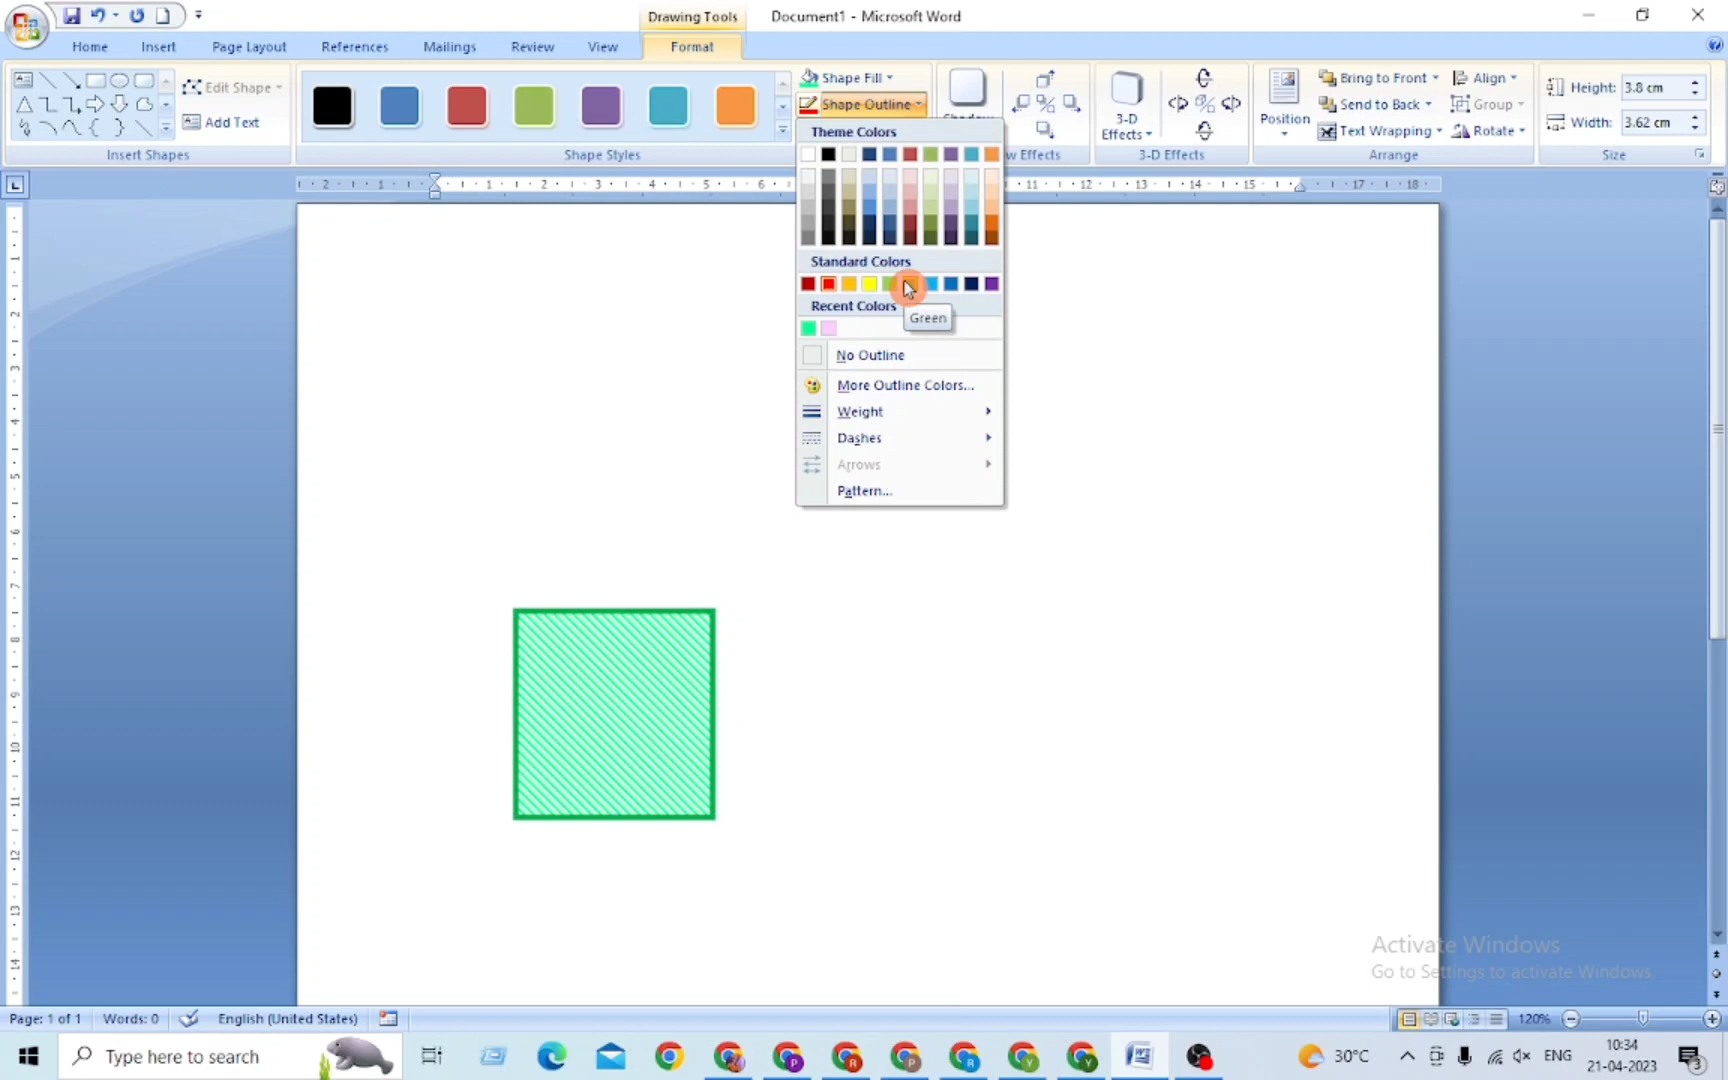 Drawing Tools
Document1 - Microsoft Word
Home Insert Page Layout References Mailings Review View Format
Edit Shape
Add Text
Insert Shapes
Shape Styles
Shape Fill
Shape Outline
3-D
Effects
3-D Effects
w Effects
Position
Bring to Front
Send to Back
Text Wrapping
Align
Group
Rotate
Arrange
Height: 3.8 cm
Width: 3.62 cm
Size
Theme Colors
Standard Colors
Recent Colors
Green
No Outline
More Outline Colors...
Weight
Dashes
Arrows
Pattern...
Activate Windows
Go to Settings to activate Windows.
Page: 1 of 1 Words: 0 English (United States) 120%
Type here to search
30°C
ENG
10:34
21-04-2023
3